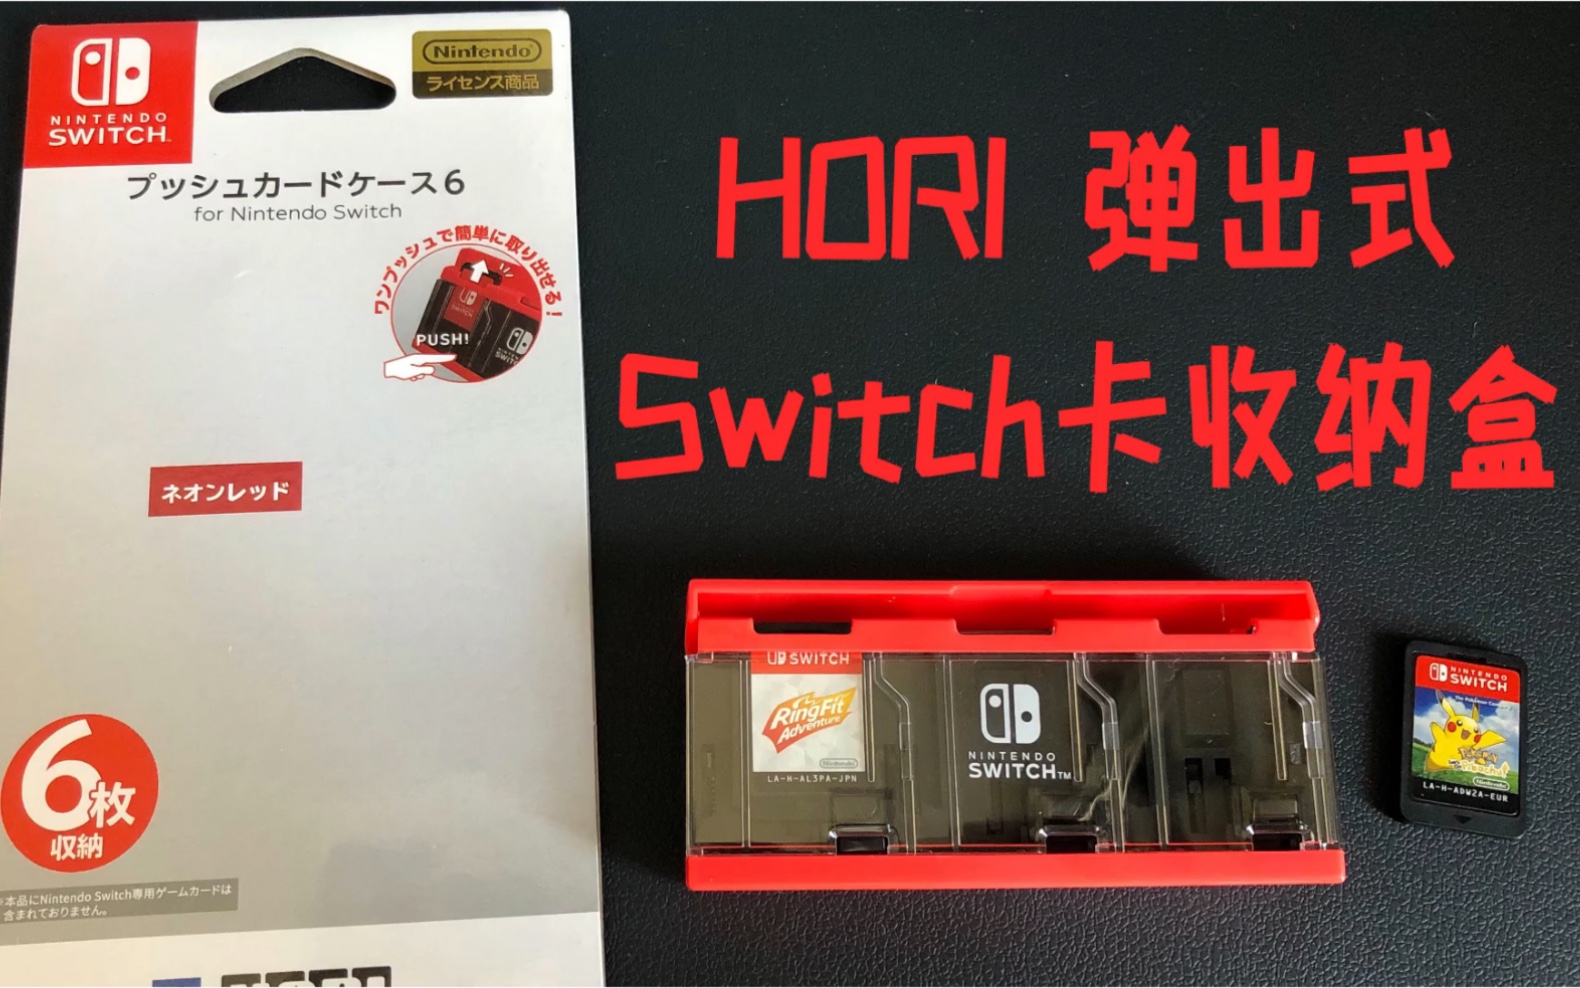 NINTENDO
SWITCH
Nintendo
ライセンス商品
プッシュカードケース6
for Nintendo Switch
ワンプッシュで簡単に取り出せる!
PUSH!
ネオンレッド
6枚
収納
※本品にNintendo Switch専用ゲームカードは
含まれておりません。
HORI
HORI 弹出式
Switch卡收纳盒
SWITCH
RingFit
Adventure
Nintendo
LA-H-AL3PA-JPN
NINTENDO
SWITCH™
NINTENDO
SWITCH
Nintendo
LA-H-ADW2A-EUR